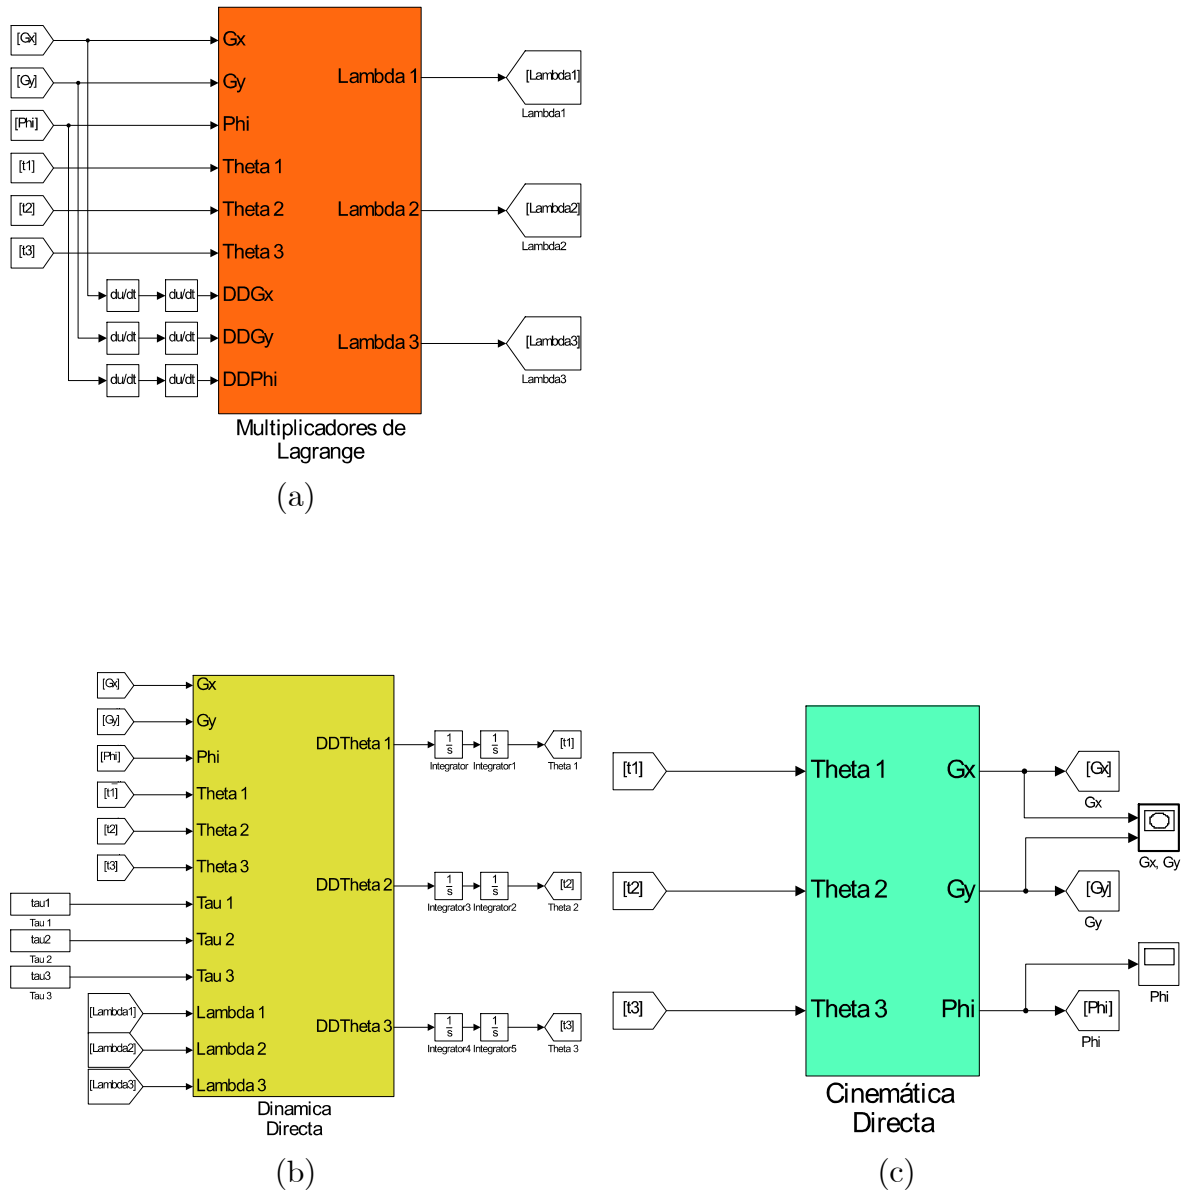 [Gx]
Gx
[Gy]
Gy
Lambda 1
[Lambda1]
Lambda1
[Phi]
Phi
[t1]
Theta 1
[t2]
Theta 2
Lambda 2
[Lambda2]
Lambda2
[t3]
Theta 3
du/dt
du/dt
DDGx
du/dt
du/dt
DDGy
Lambda 3
[Lambda3]
Lambda3
du/dt
du/dt
DDPhi
Multiplicadores de
Lagrange
(a)
[Gx]
Gx
[Gy]
Gy
[Phi]
Phi
[t1]
Theta 1
[t2]
Theta 2
[t3]
Theta 3
tau1
Tau 1
Tau 1
tau2
Tau 2
Tau 2
tau3
Tau 3
Tau 3
[Lambda1]
Lambda 1
[Lambda2]
Lambda 2
[Lambda3]
Lambda 3
DDTheta 1
1
s
Integrator
1
s
Integrator1
[t1]
Theta 1
DDTheta 2
1
s
Integrator3
1
s
Integrator2
[t2]
Theta 2
DDTheta 3
1
s
Integrator4
1
s
Integrator5
[t3]
Theta 3
Dinamica
Directa
(b)
[t1]
Theta 1
Gx
[Gx]
Gx
Gx, Gy
[t2]
Theta 2
Gy
[Gy]
Gy
[t3]
Theta 3
Phi
Phi
[Phi]
Phi
Cinemática
Directa
(c)